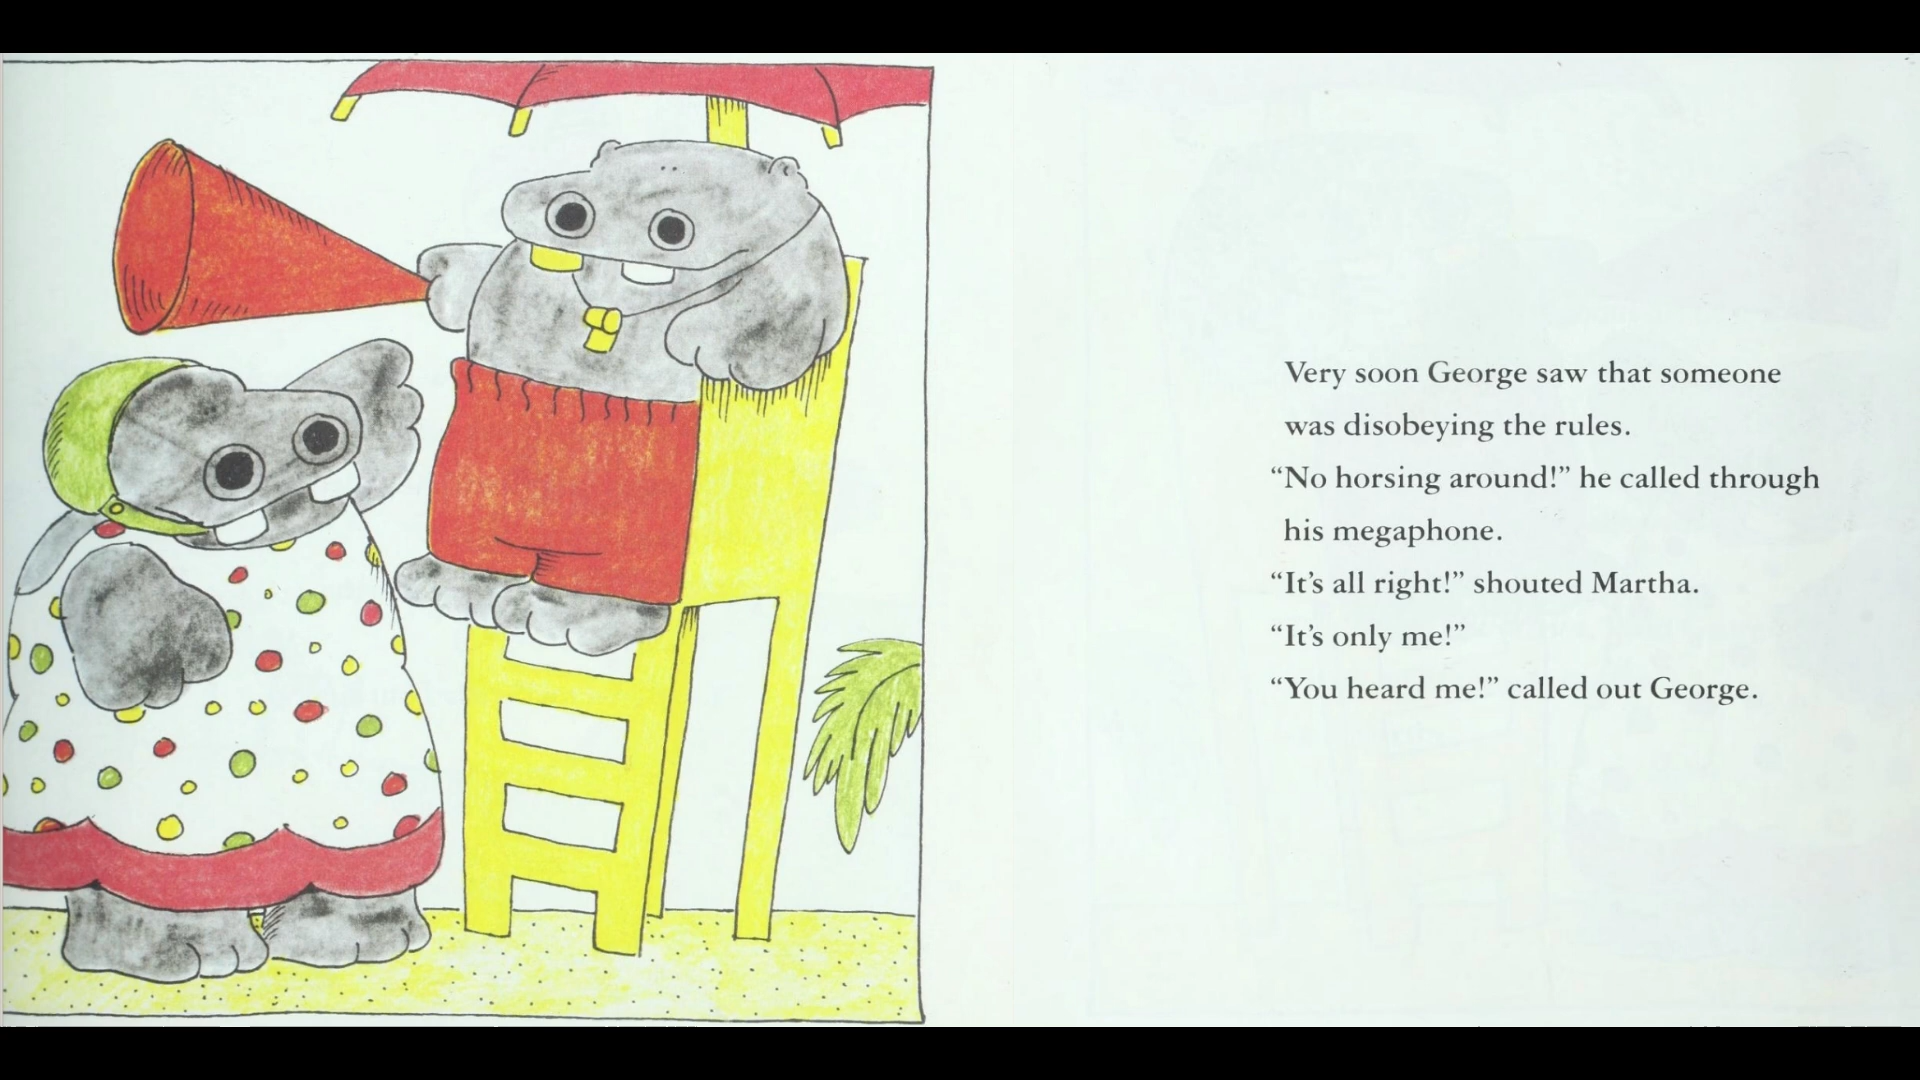 Very soon George saw that someone
was disobeying the rules.
“No horsing around!” he called through
his megaphone.
“It’s all right!” shouted Martha.
“It’s only me!”
“You heard me!” called out George.